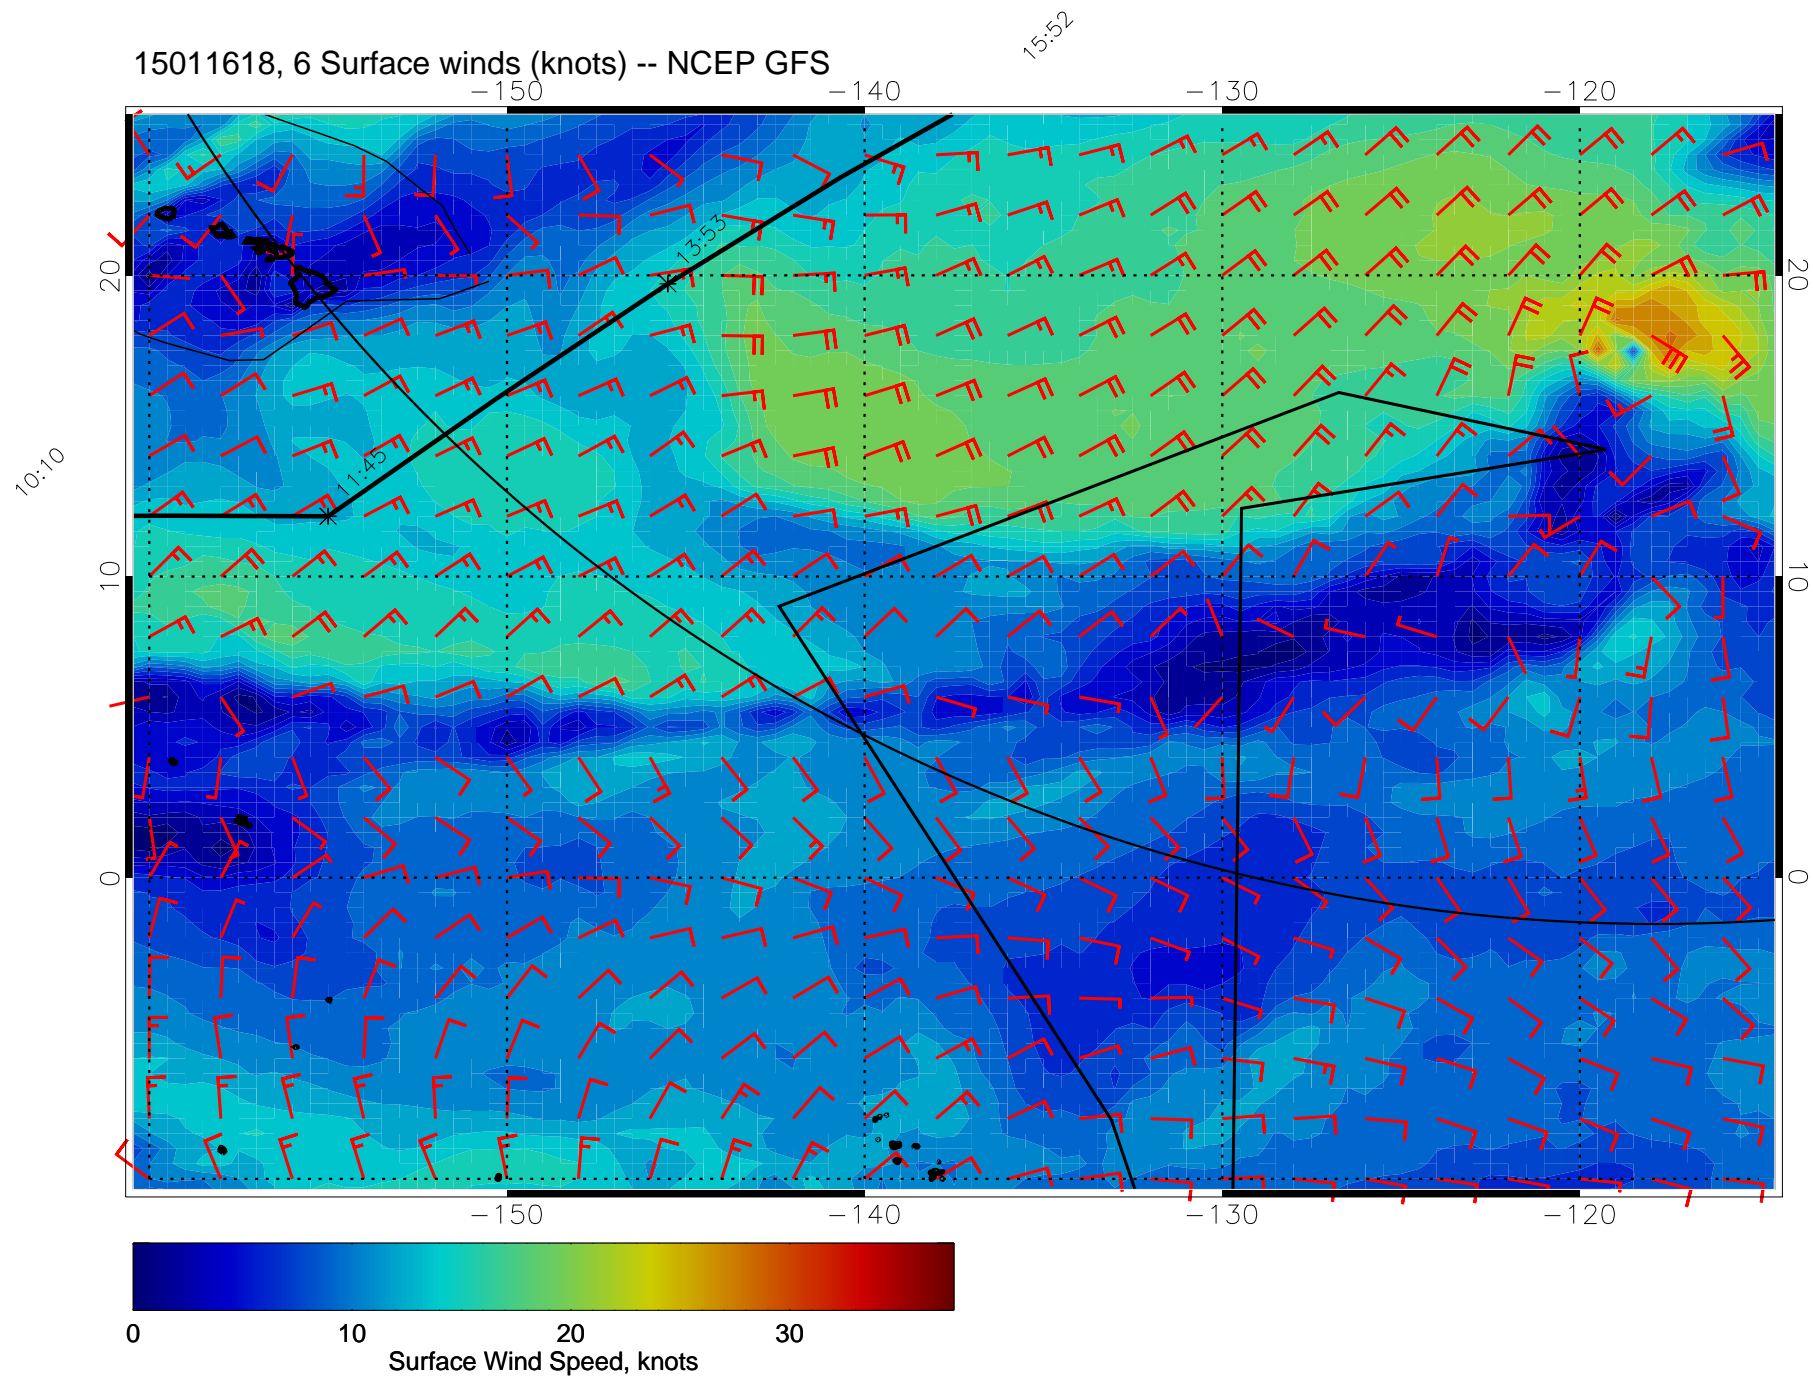 15:52
15011618, 6 Surface winds (knots) -- NCEP GFS
-150 -140 -130 -120
20 20
13:53
10:10
11:45
10 10
0 0
-150 -140 -130 -120
0 10 20 30
Surface Wind Speed, knots